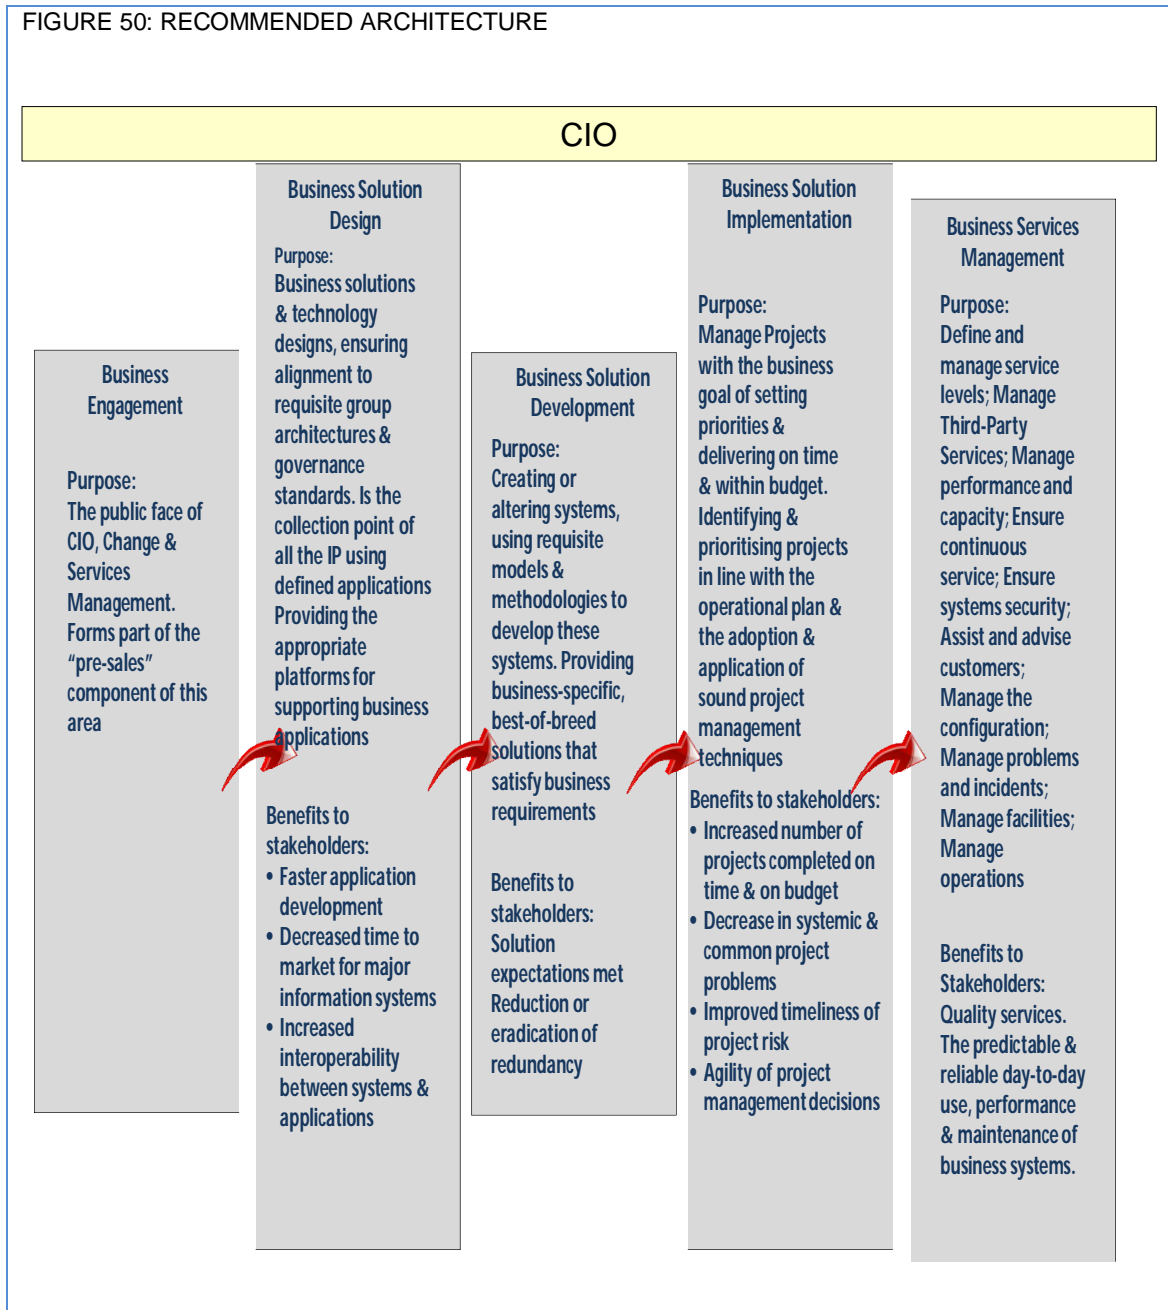 FIGURE 50: RECOMMENDED ARCHITECTURE
CIO
Business
Engagement
Purpose:
The public face of
CIO, Change &
Services
Management.
Forms part of the
“pre-sales”
component of this
area
Business Solution
Design
Purpose:
Business solutions
& technology
designs, ensuring
alignment to
requisite group
architectures &
governance
standards. Is the
collection point of
all the IP using
defined applications
Providing the
appropriate
platforms for
supporting business
applications
Benefits to
stakeholders:
• Faster application
development
• Decreased time to
market for major
information systems
• Increased
interoperability
between systems &
applications
Business Solution
Development
Purpose:
Creating or
altering systems,
using requisite
models &
methodologies to
develop these
systems. Providing
business-specific,
best-of-breed
solutions that
satisfy business
requirements
Benefits to
stakeholders:
Solution
expectations met
Reduction or
eradication of
redundancy
Business Solution
Implementation
Purpose:
Manage Projects
with the business
goal of setting
priorities &
delivering on time
& within budget.
Identifying &
prioritising projects
in line with the
operational plan &
the adoption &
application of
sound project
management
techniques
Benefits to stakeholders:
• Increased number of
projects completed on
time & on budget
• Decrease in systemic &
common project
problems
• Improved timeliness of
project risk
• Agility of project
management decisions
Business Services
Management
Purpose:
Define and
manage service
levels; Manage
Third-Party
Services; Manage
performance and
capacity; Ensure
continuous
service; Ensure
systems security;
Assist and advise
customers;
Manage the
configuration;
Manage problems
and incidents;
Manage facilities;
Manage
operations
Benefits to
Stakeholders:
Quality services.
The predictable &
reliable day-to-day
use, performance
& maintenance of
business systems.